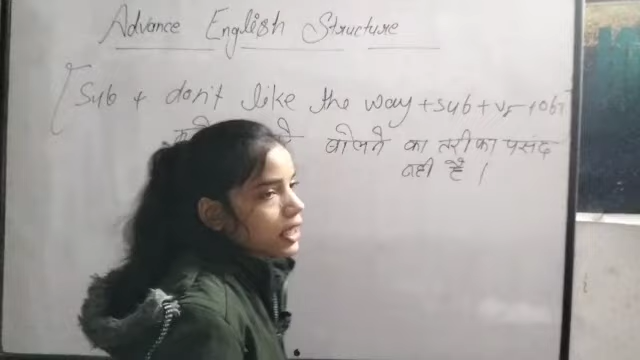 Advance English Structure
[Sub + don't like the way + sub + v₅ + obj
बोलने का तरीका पसंद
नही है ।